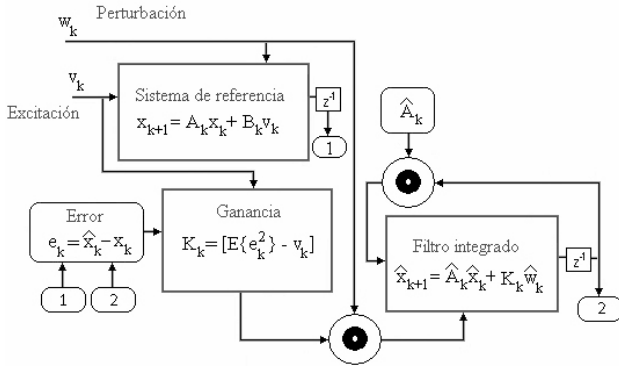 Perturbación
w_k
v_k
Excitación
Sistema de referencia
x_{k+1} = A_k x_k + B_k v_k
z^{-1}
1
Â_k
Error
e_k = x̂_k - x_k
1
2
Ganancia
K_k = [E{e_k^2} - v_k]
Filtro integrado
x̂_{k+1} = Â_k x̂_k + K_k ŵ_k
z^{-1}
2